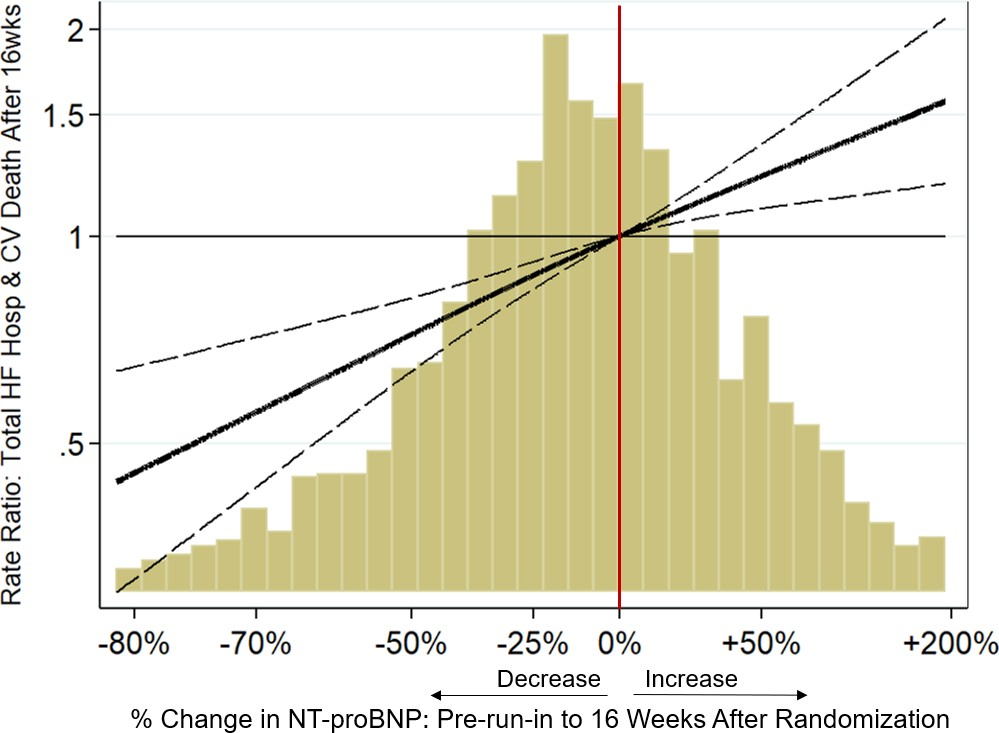 Rate Ratio: Total HF Hosp & CV Death After 16wks
2
1.5
1
.5
-80% -70% -50% -25% 0% +50% +200%
Decrease Increase
% Change in NT-proBNP: Pre-run-in to 16 Weeks After Randomization